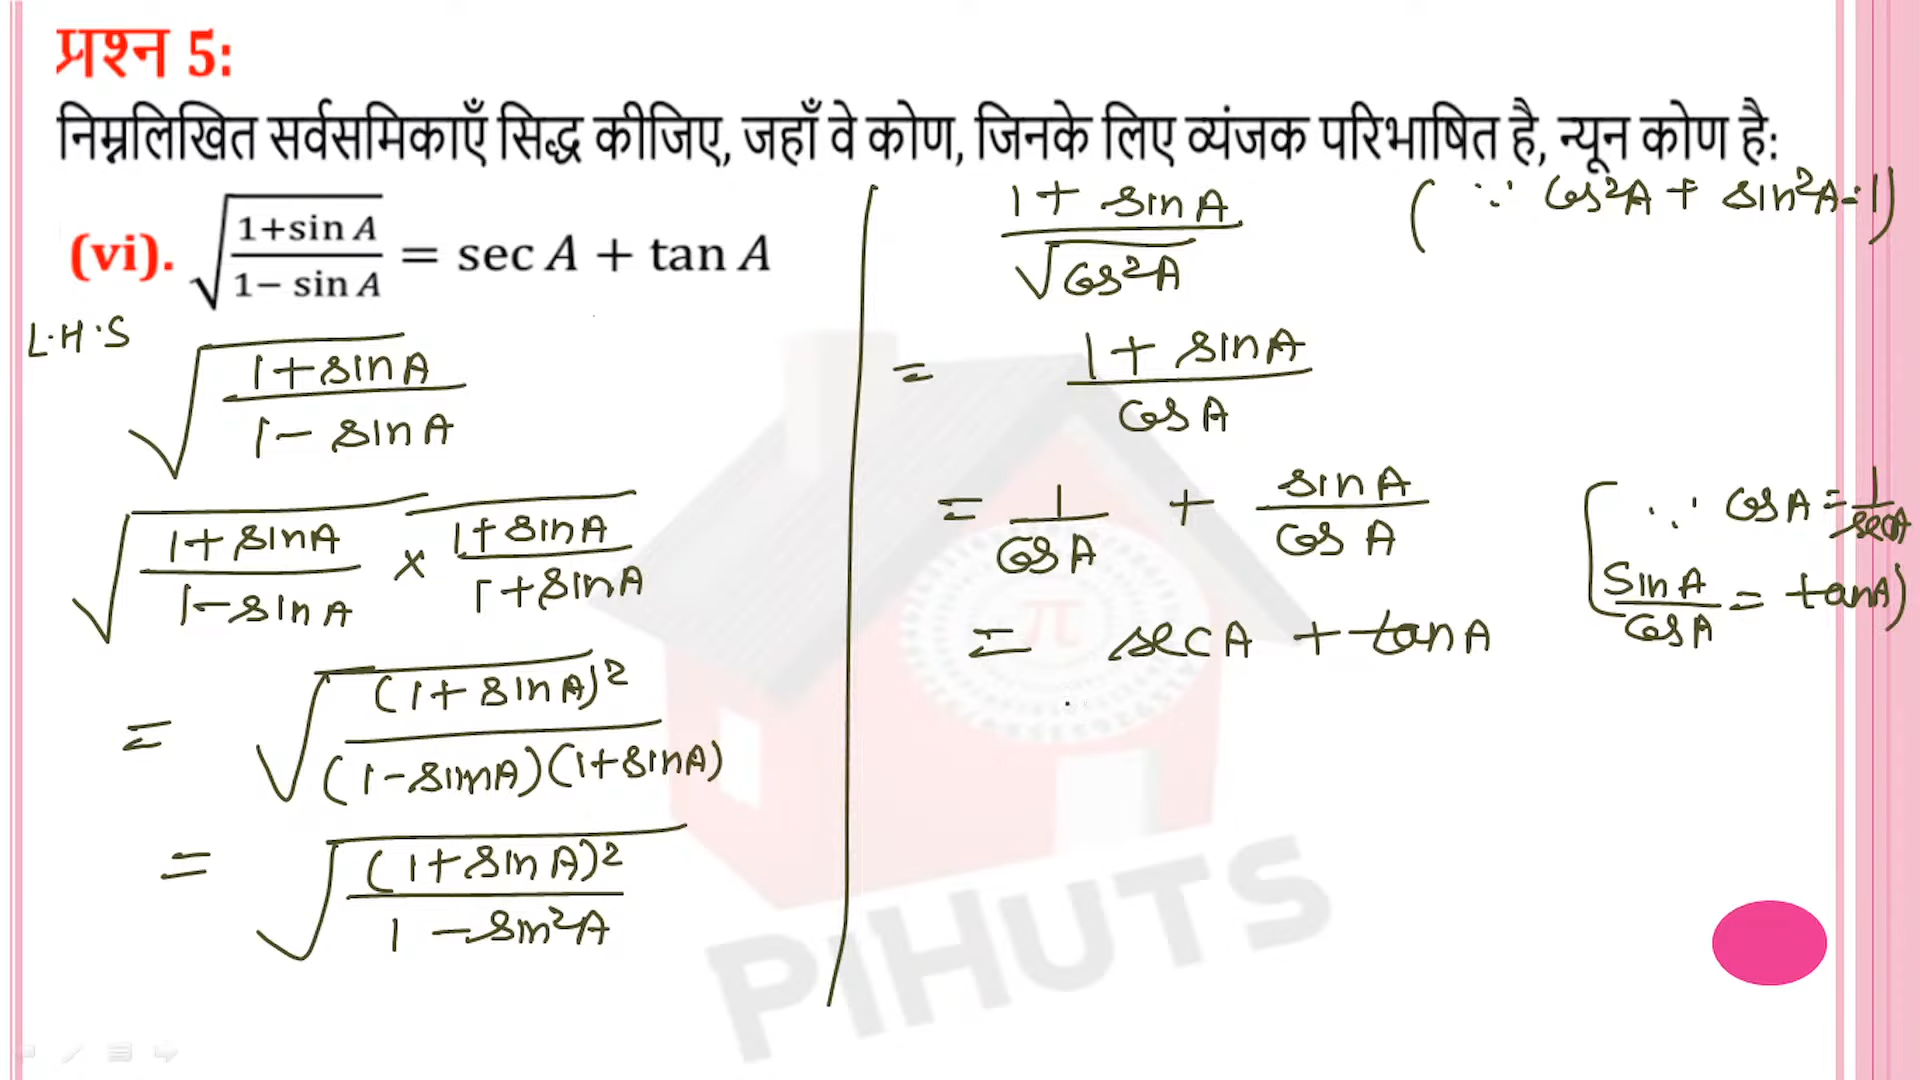 प्रश्न 5:
निम्नलिखित सर्वसमिकाएँ सिद्ध कीजिए, जहाँ वे कोण, जिनके लिए व्यंजक परिभाषित है, न्यून कोण है:
(vi). √((1+sin A)/(1− sin A)) = sec A + tan A
L.H.S
√((1+sinA)/(1-sinA))
√((1+sinA)/(1-sinA) × (1+sinA)/(1+sinA))
= √((1+sinA)²/((1-sinA)(1+sinA)))
= √((1+sinA)²/(1-sin²A))
(1+sinA)/√(cos²A) (∵ cos²A + sin²A=1)
= (1+sinA)/cosA
= 1/cosA + sinA/cosA (∵ cosA = 1/secA
sinA/cosA = tanA)
= secA + tanA
PIHUTS
π